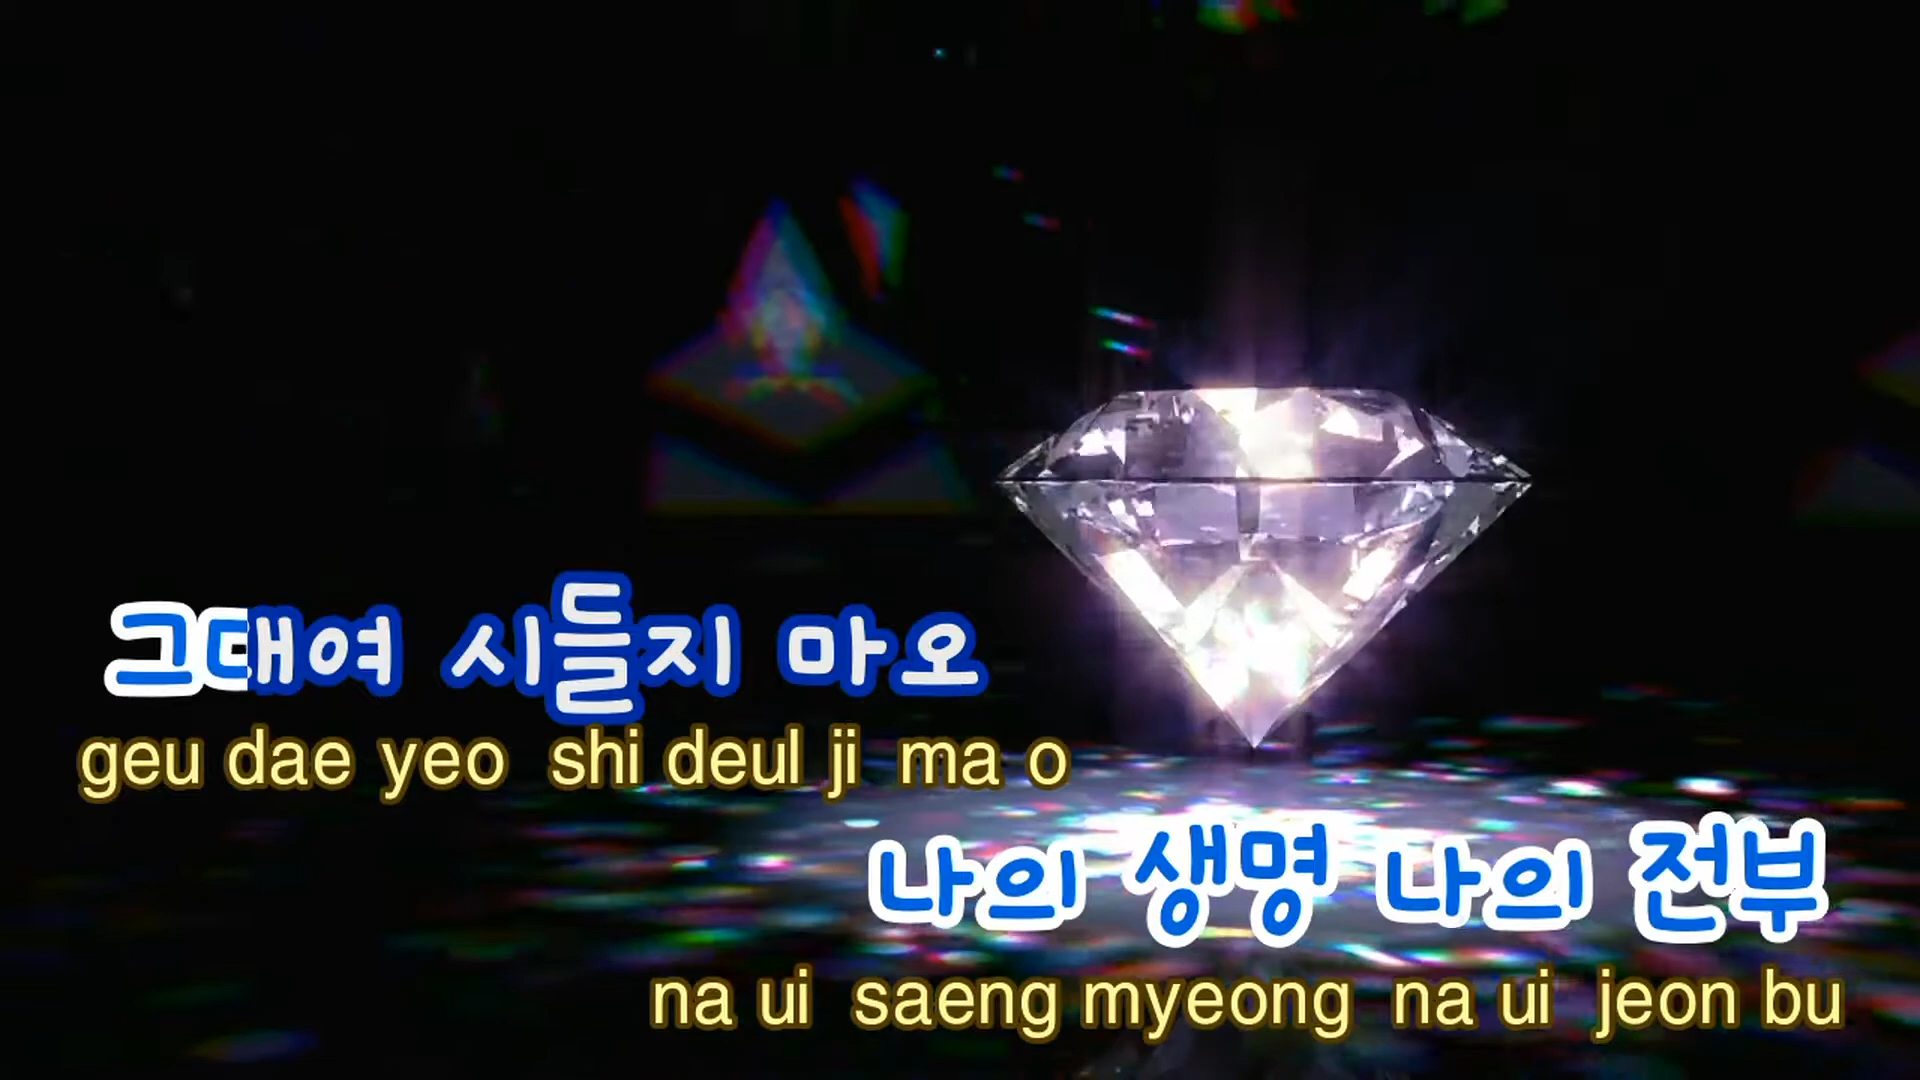 그대여 시들지 마오
geu dae yeo shi deul ji ma o
나의 생명 나의 전부
na ui saeng myeong na ui jeon bu